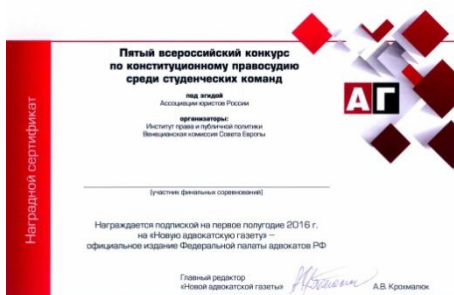 Пятый всероссийский конкурс
по конституционному правосудию
среди студенческих команд
под эгидой
Ассоциации юристов России
организаторы:
Институт права и публичной политики
Венецианская комиссия Совета Европы
АГ
Наградной сертификат
(участник финальных соревнований)
Награждается подпиской на первое полугодие 2016 г.
на «Новую адвокатскую газету» –
официальное издание Федеральной палаты адвокатов РФ
Главный редактор
«Новой адвокатской газеты»
А.В. Крохмалюк